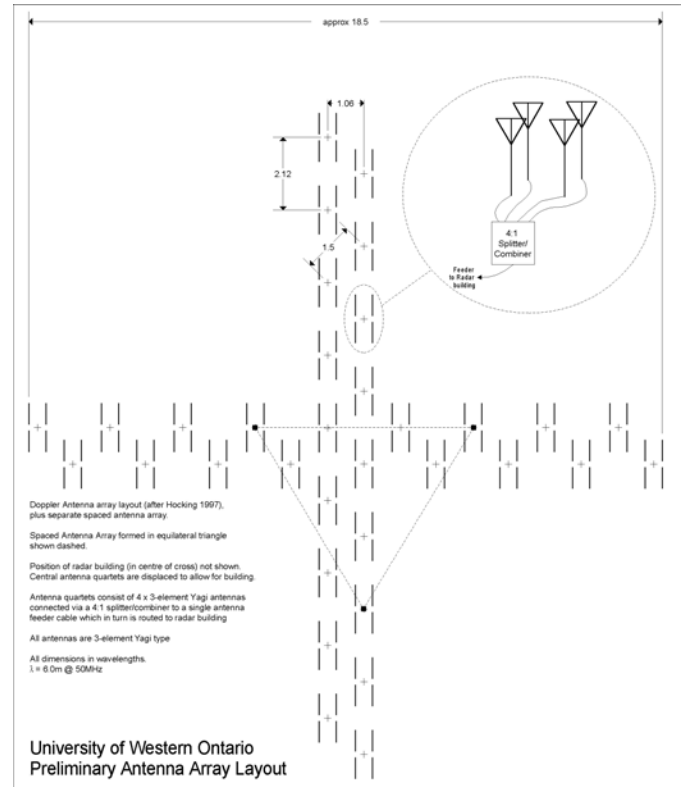 approx 18.5
1.06
2.12
1.5
4:1
Splitter/
Combiner
Feeder
to Radar
building
Doppler Antenna array layout (after Hocking 1997),
plus separate spaced antenna array.
Spaced Antenna Array formed in equilateral triangle
shown dashed.
Position of radar building (in centre of cross) not shown.
Central antenna quartets are displaced to allow for building.
Antenna quartets consist of 4 x 3-element Yagi antennas
connected via a 4:1 splitter/combiner to a single antenna
feeder cable which in turn is routed to radar building
All antennas are 3-element Yagi type
All dimensions in wavelengths.
λ = 6.0m @ 50MHz
University of Western Ontario
Preliminary Antenna Array Layout